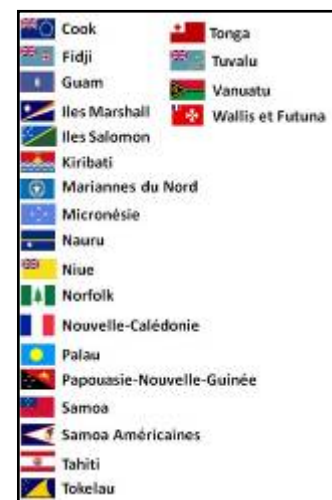 Cook
Fidji
Guam
Iles Marshall
Iles Salomon
Kiribati
Mariannes du Nord
Micronésie
Nauru
Niue
Norfolk
Nouvelle-Calédonie
Palau
Papouasie-Nouvelle-Guinée
Samoa
Samoa Américaines
Tahiti
Tokelau
Tonga
Tuvalu
Vanuatu
Wallis et Futuna